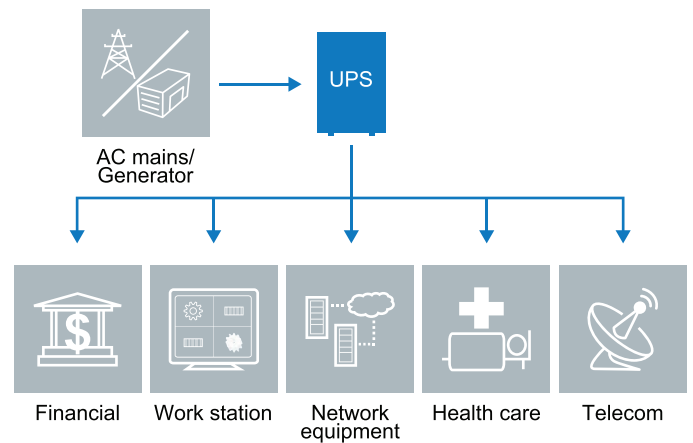 UPS
AC mains/
Generator
$
Financial
Work station
Network
equipment
Health care
Telecom